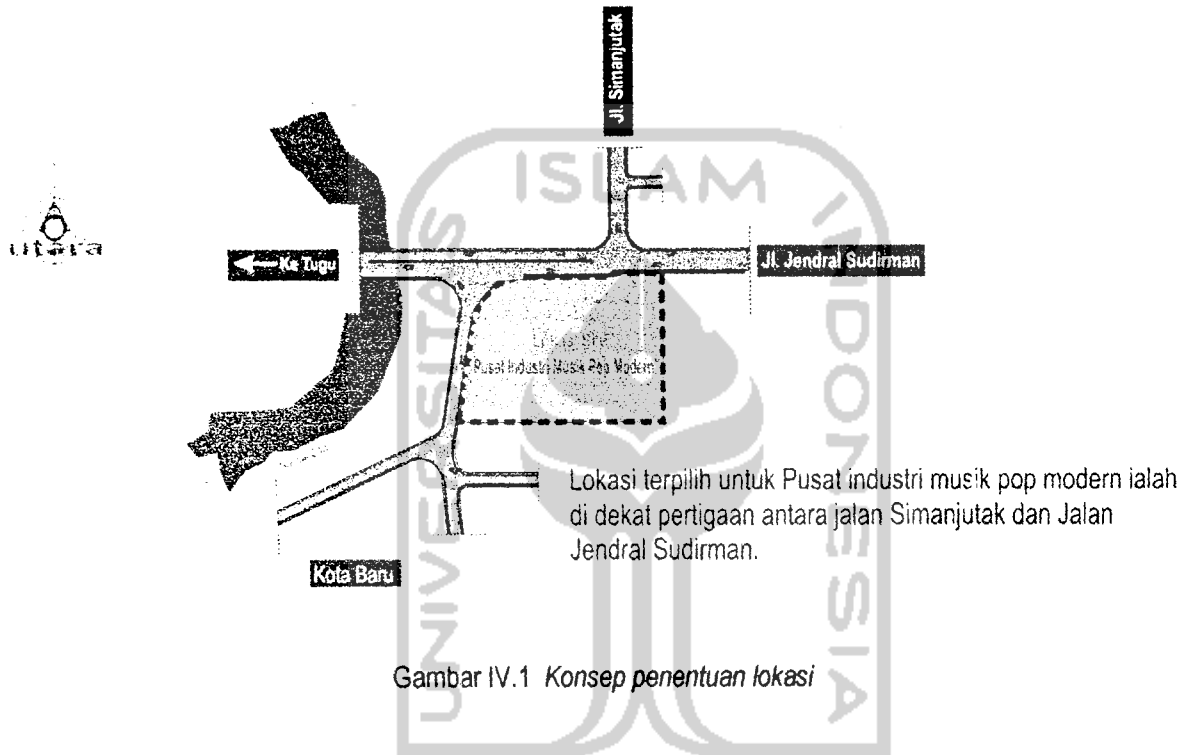 Jl. Simanjutak
ISLAM
UNIVERSITAS
INDONESIA
utara
Ke Tugu
Jl. Jendral Sudirman
Pusat Industri Musik Pop Modern
Lokasi terpilih untuk Pusat industri musik pop modern ialah
di dekat pertigaan antara jalan Simanjutak dan Jalan
Jendral Sudirman.
Kota Baru
Gambar IV.1 Konsep penentuan lokasi